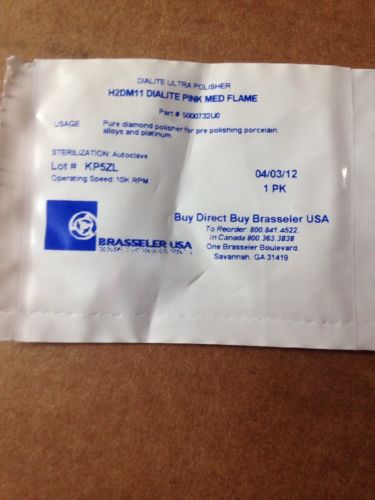 DIALITE ULTRA POLISHER
H2DM11 DIALITE PINK MED FLAME
Part # 5000732U0
USAGE Pure diamond polisher for pre polishing porcelain. alloys and platinum
STERILIZATION: Autoclave
Lot # KP5ZL 04/03/12
Operating Speed: 10K RPM 1 PK
BRASSELER USA
Buy Direct Buy Brasseler USA
To Reorder: 800.841.4522.
In Canada 800.363.3838
One Brasseler Boulevard.
Savannah. GA 31419